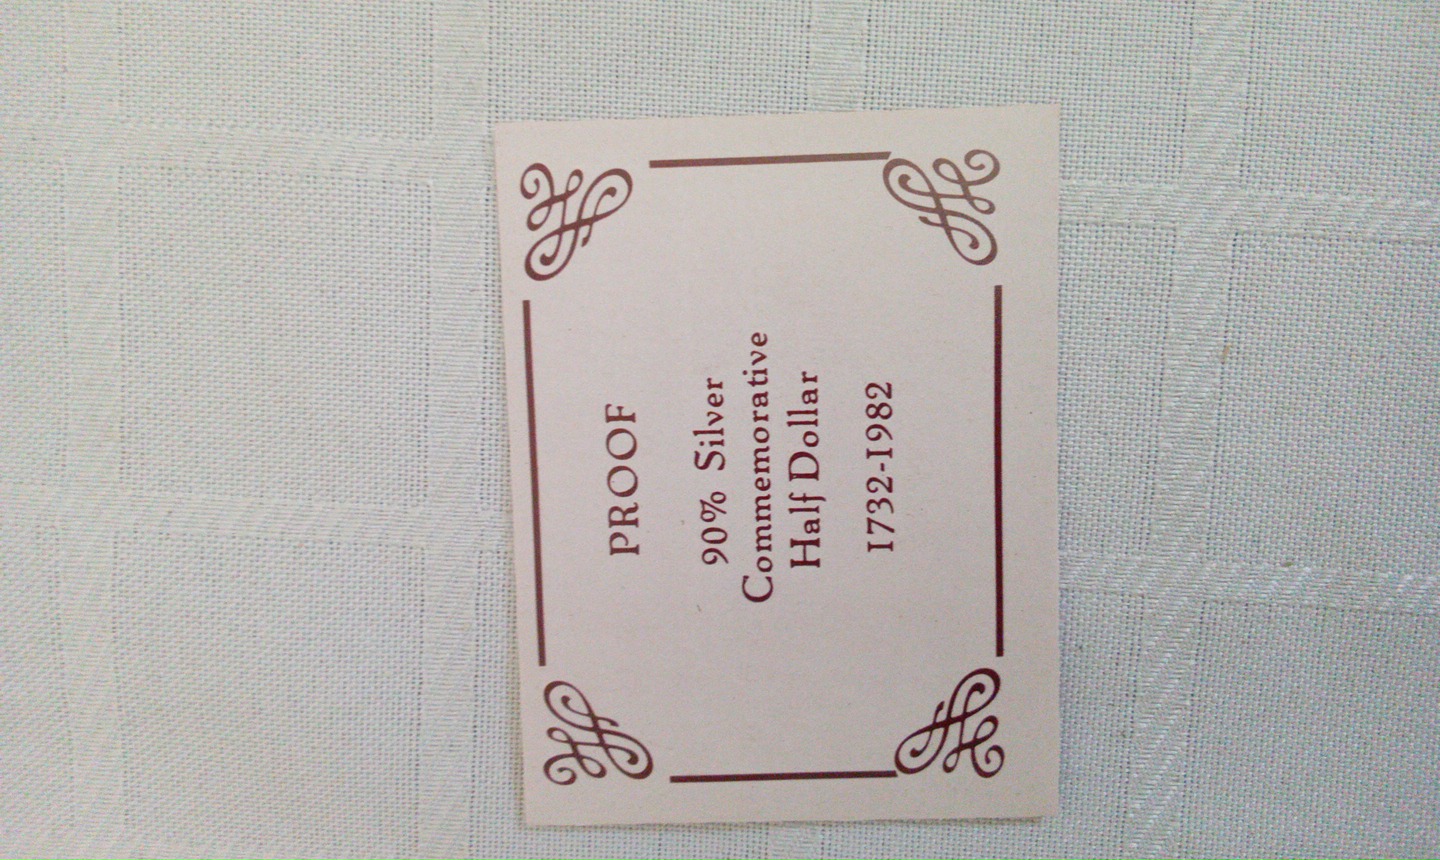 PROOF
90% Silver
Commemorative
Half Dollar
1732-1982